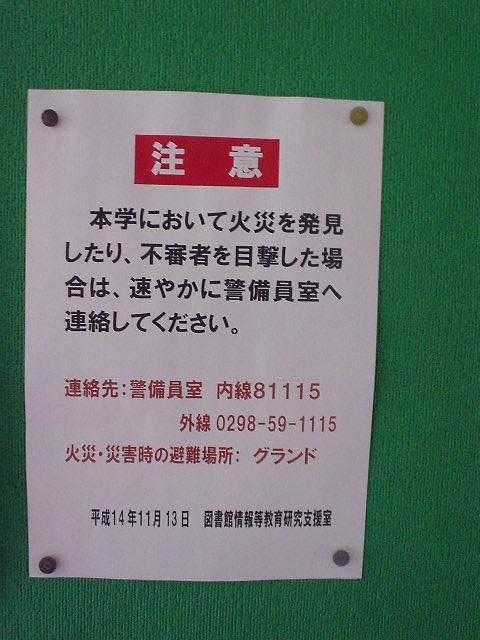 注 意
本学において火災を発見
したり、不審者を目撃した場
合は、速やかに警備員室へ
連絡してください。
連絡先：警備員室 内線81115
外線 0298-59-1115
火災・災害時の避難場所： グランド
平成14年11月13日 図書館情報等教育研究支援室